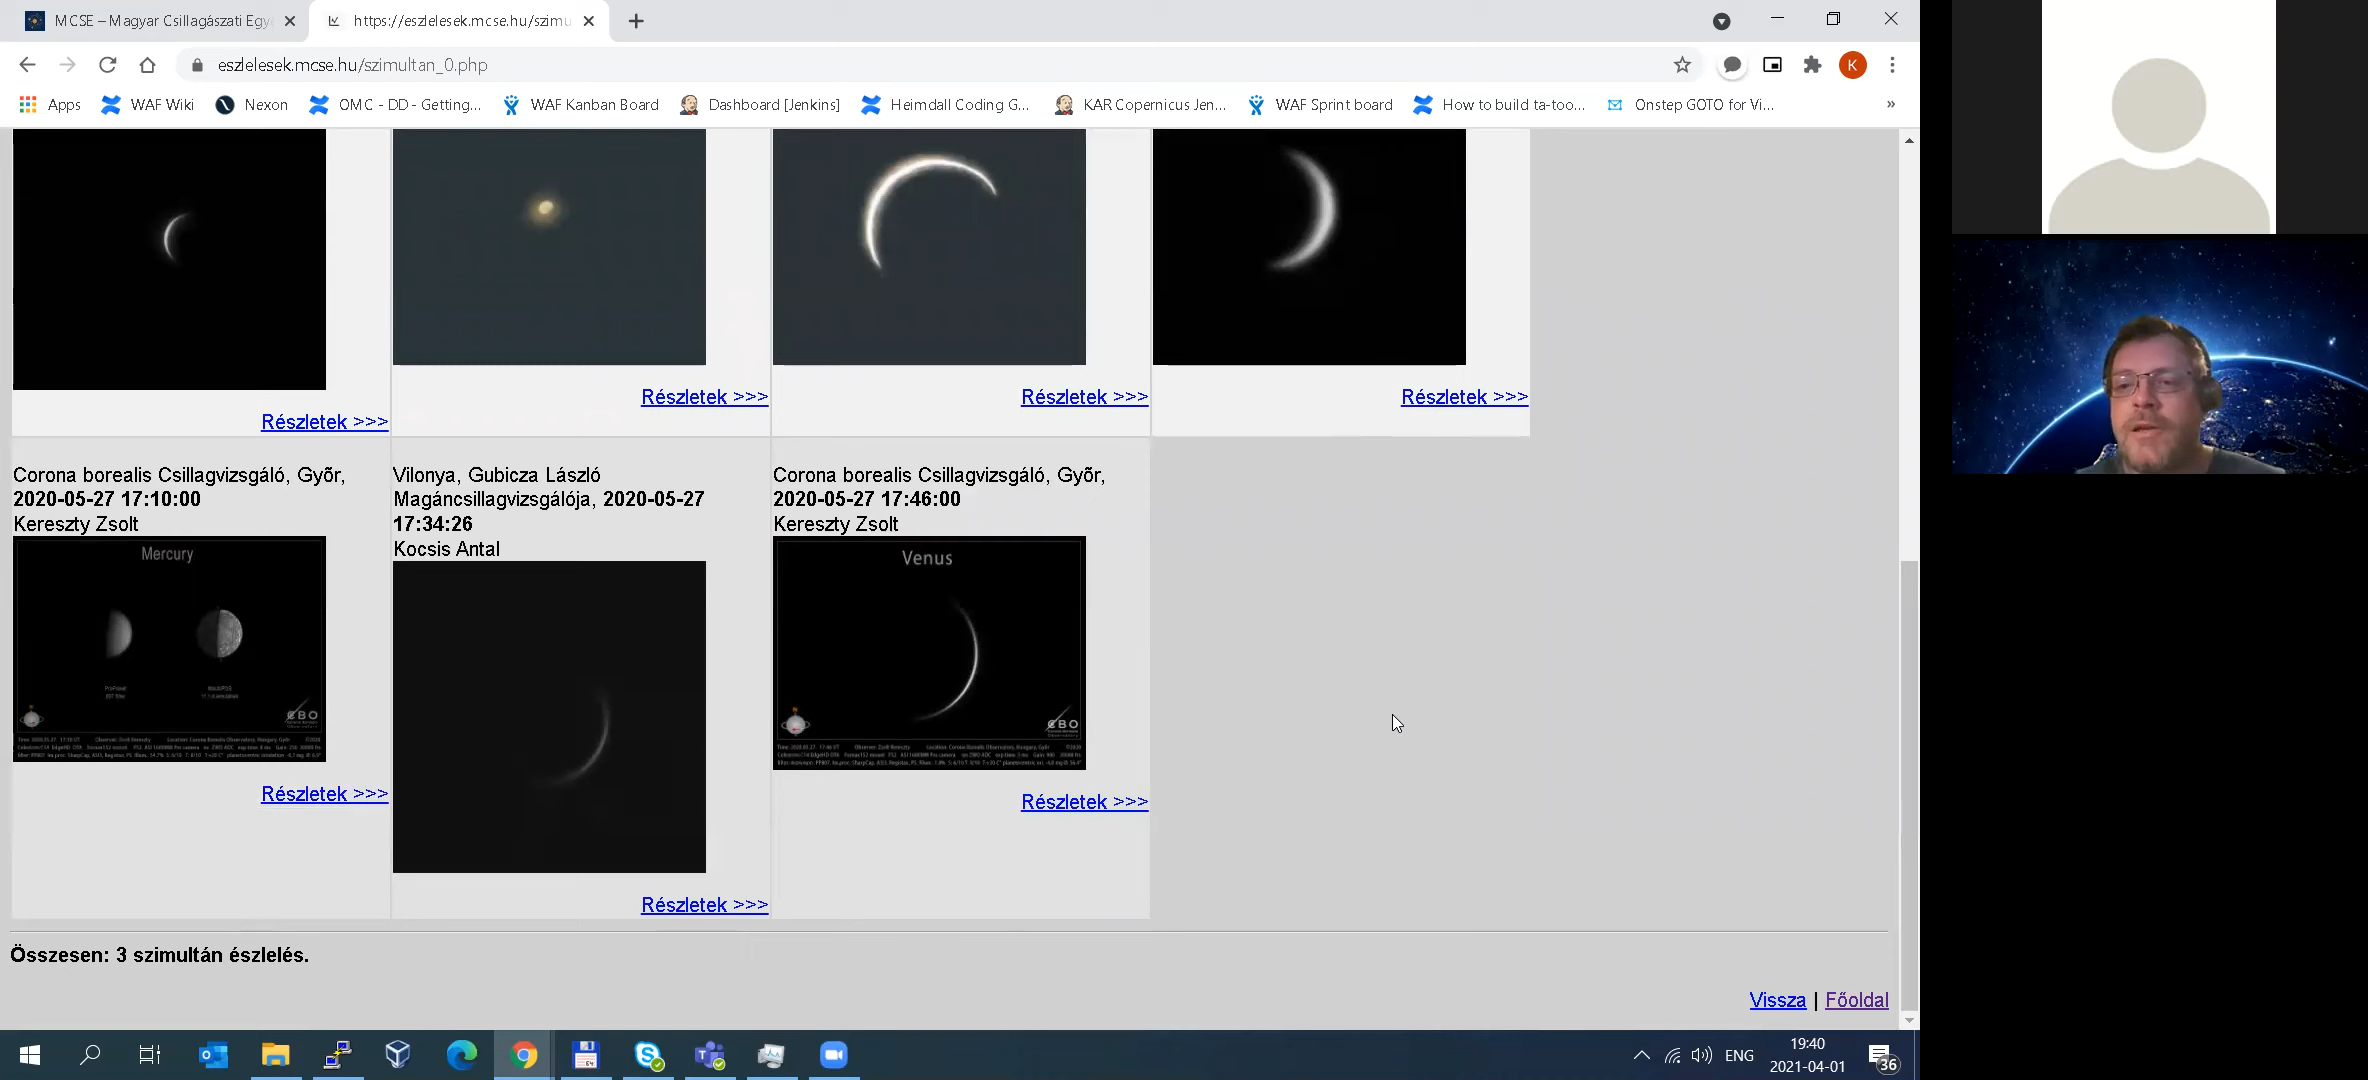 MCSE – Magyar Csillagászati Egy
https://eszlelesek.mcse.hu/szimu
eszlelesek.mcse.hu/szimultan_0.php
K
Apps
WAF Wiki
Nexon
OMC - DD - Getting...
WAF Kanban Board
Dashboard [Jenkins]
Heimdall Coding G...
KAR Copernicus Jen...
WAF Sprint board
How to build ta-too...
Onstep GOTO for Vi...
»
Részletek >>>
Részletek >>>
Részletek >>>
Részletek >>>
Corona borealis Csillagvizsgáló, Gyõr,
2020-05-27 17:10:00
Kereszty Zsolt
Mercury
CBO
Részletek >>>
Vilonya, Gubicza László
Magáncsillagvizsgálója, 2020-05-27
17:34:26
Kocsis Antal
Részletek >>>
Corona borealis Csillagvizsgáló, Gyõr,
2020-05-27 17:46:00
Kereszty Zsolt
Venus
CBO
Részletek >>>
Összesen: 3 szimultán észlelés.
Vissza | Főoldal
ENG
19:40
2021-04-01
36